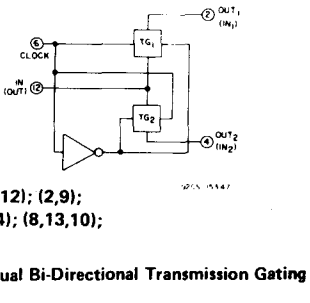 2 OUT1
(IN1)
TG1
6
CLOCK
IN
(OUT) 12
TG2
4 OUT2
(IN2)
12); (2,9);
4); (8,13,10);
ual Bi-Directional Transmission Gating